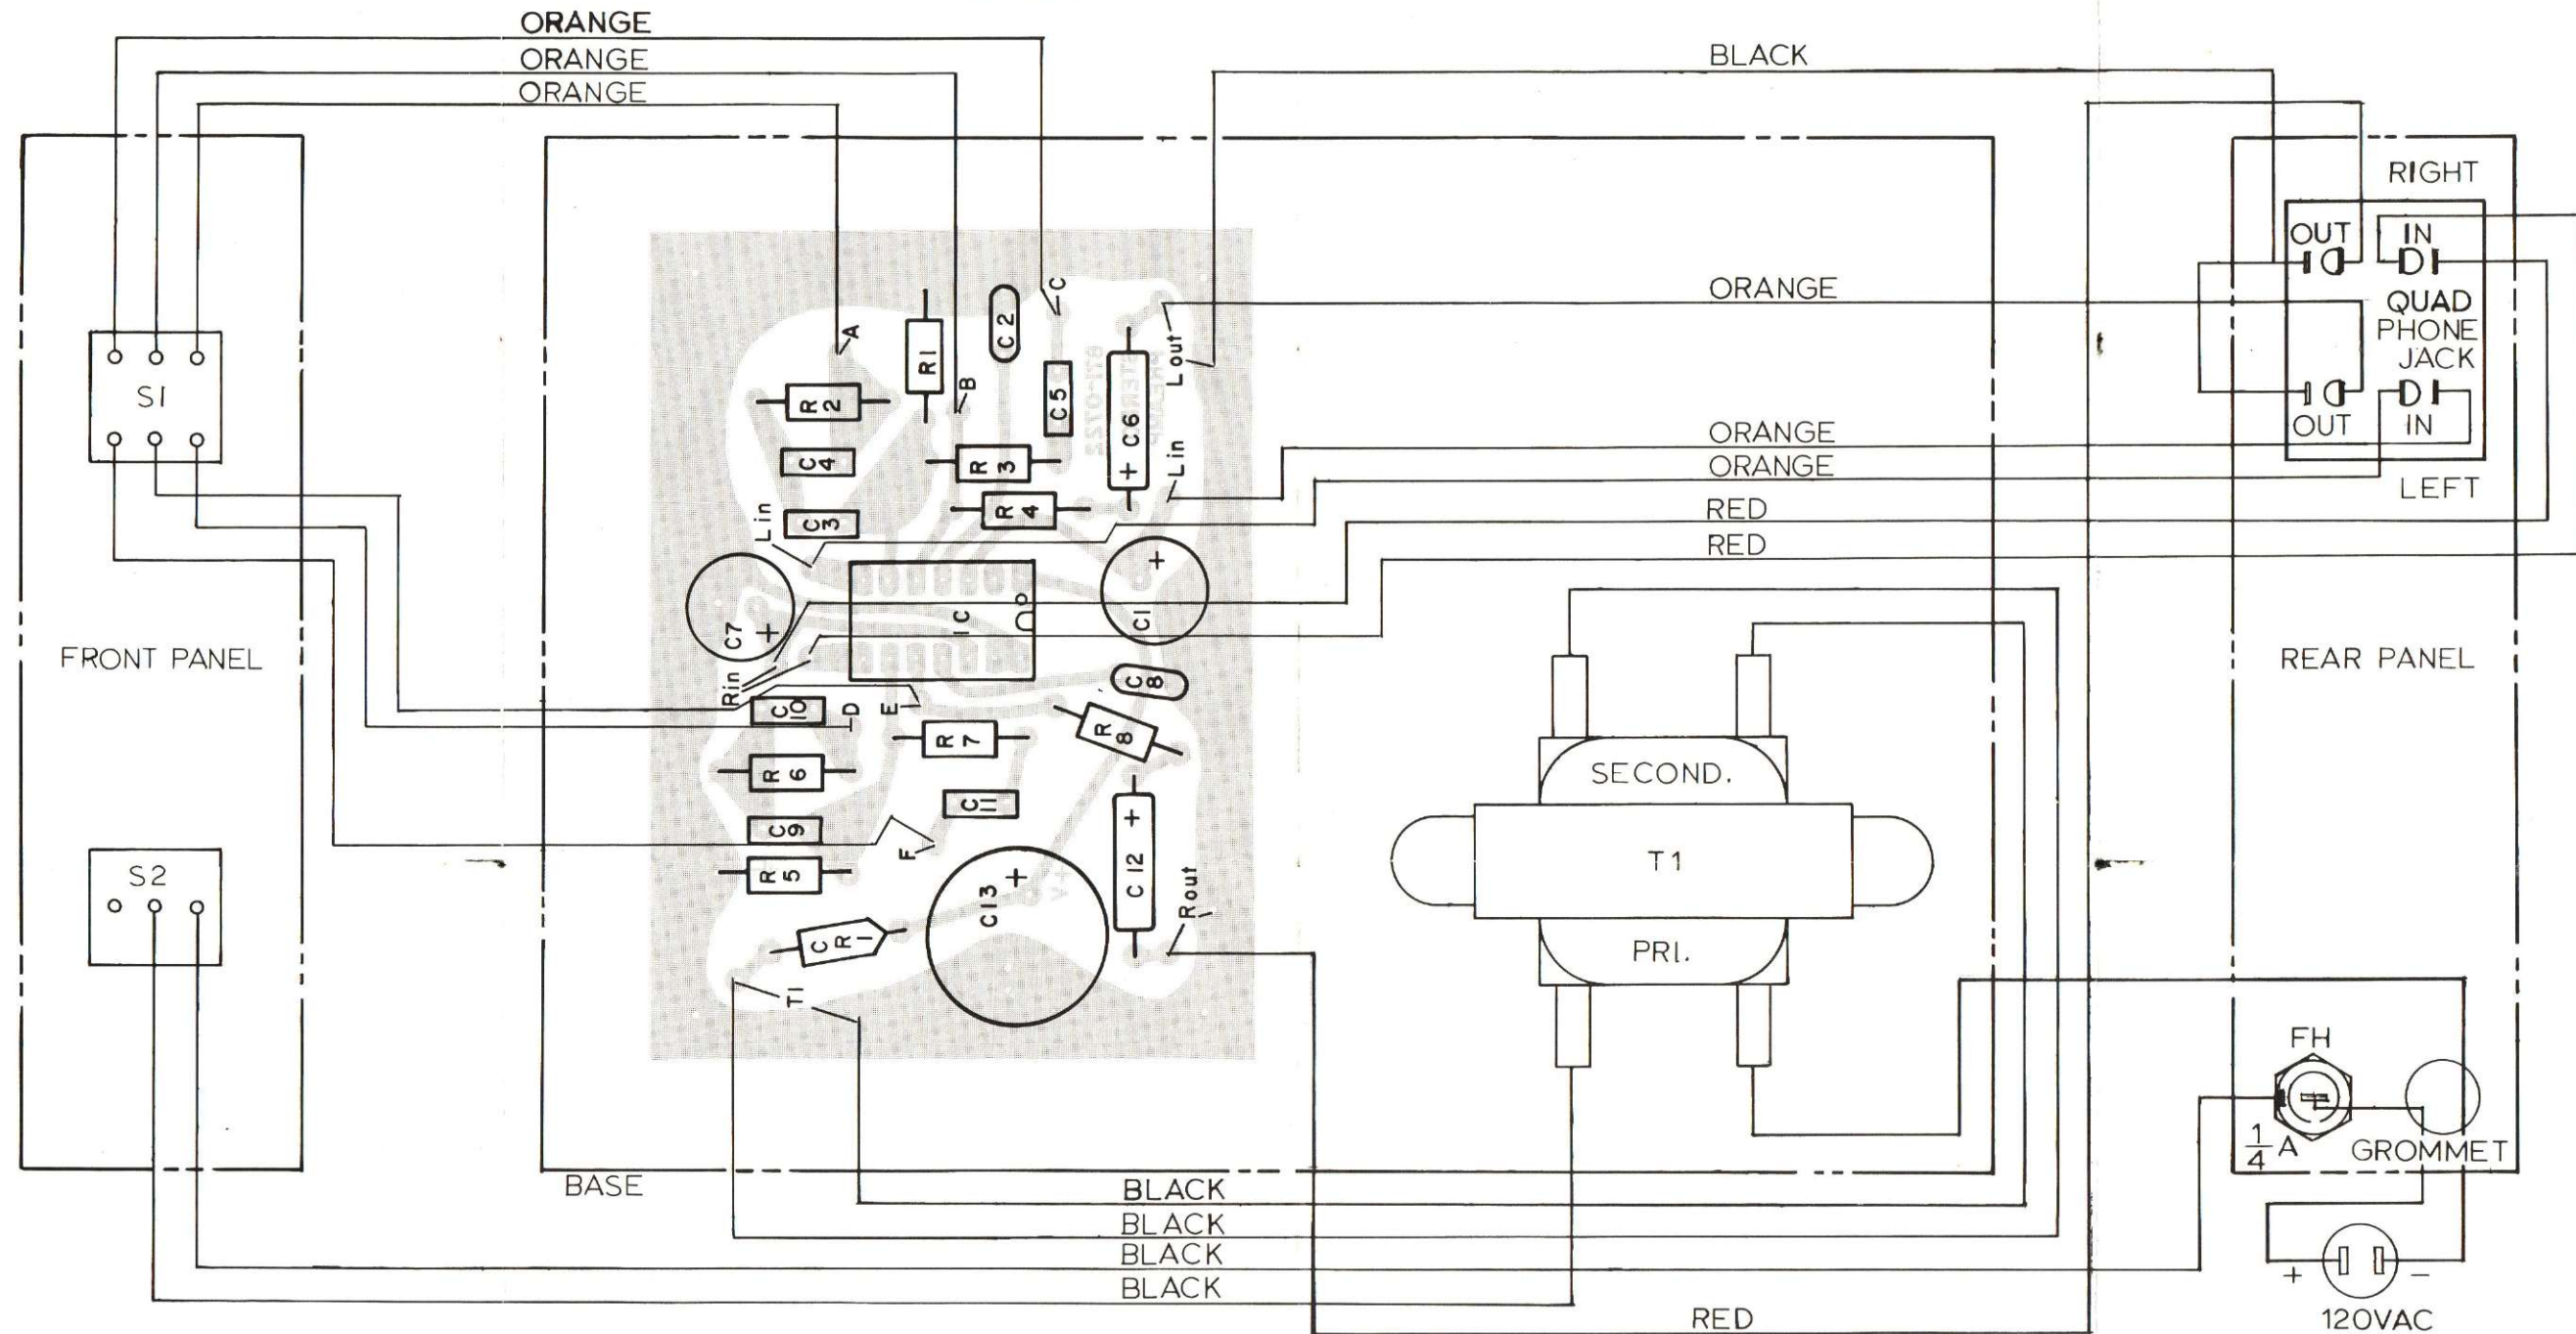 ORANGE
ORANGE
ORANGE
BLACK
RIGHT
OUT
IN
QUAD
PHONE
JACK
OUT
IN
LEFT
ORANGE
ORANGE
ORANGE
RED
RED
S1
FRONT PANEL
S2
A
R1
C2
C
Lout
R2
B
C5
C6
+
C4
R3
Lin
R4
C3
Lin
C7
+
IC
C1
+
Rin
C10
D
E
C8
R7
R8
R6
C11
C9
F
R5
C12
+
C13
+
Rout
CR1
T1
SECOND.
T1
PRI.
REAR PANEL
FH
1/4 A
GROMMET
BASE
BLACK
BLACK
BLACK
BLACK
RED
+
-
120VAC